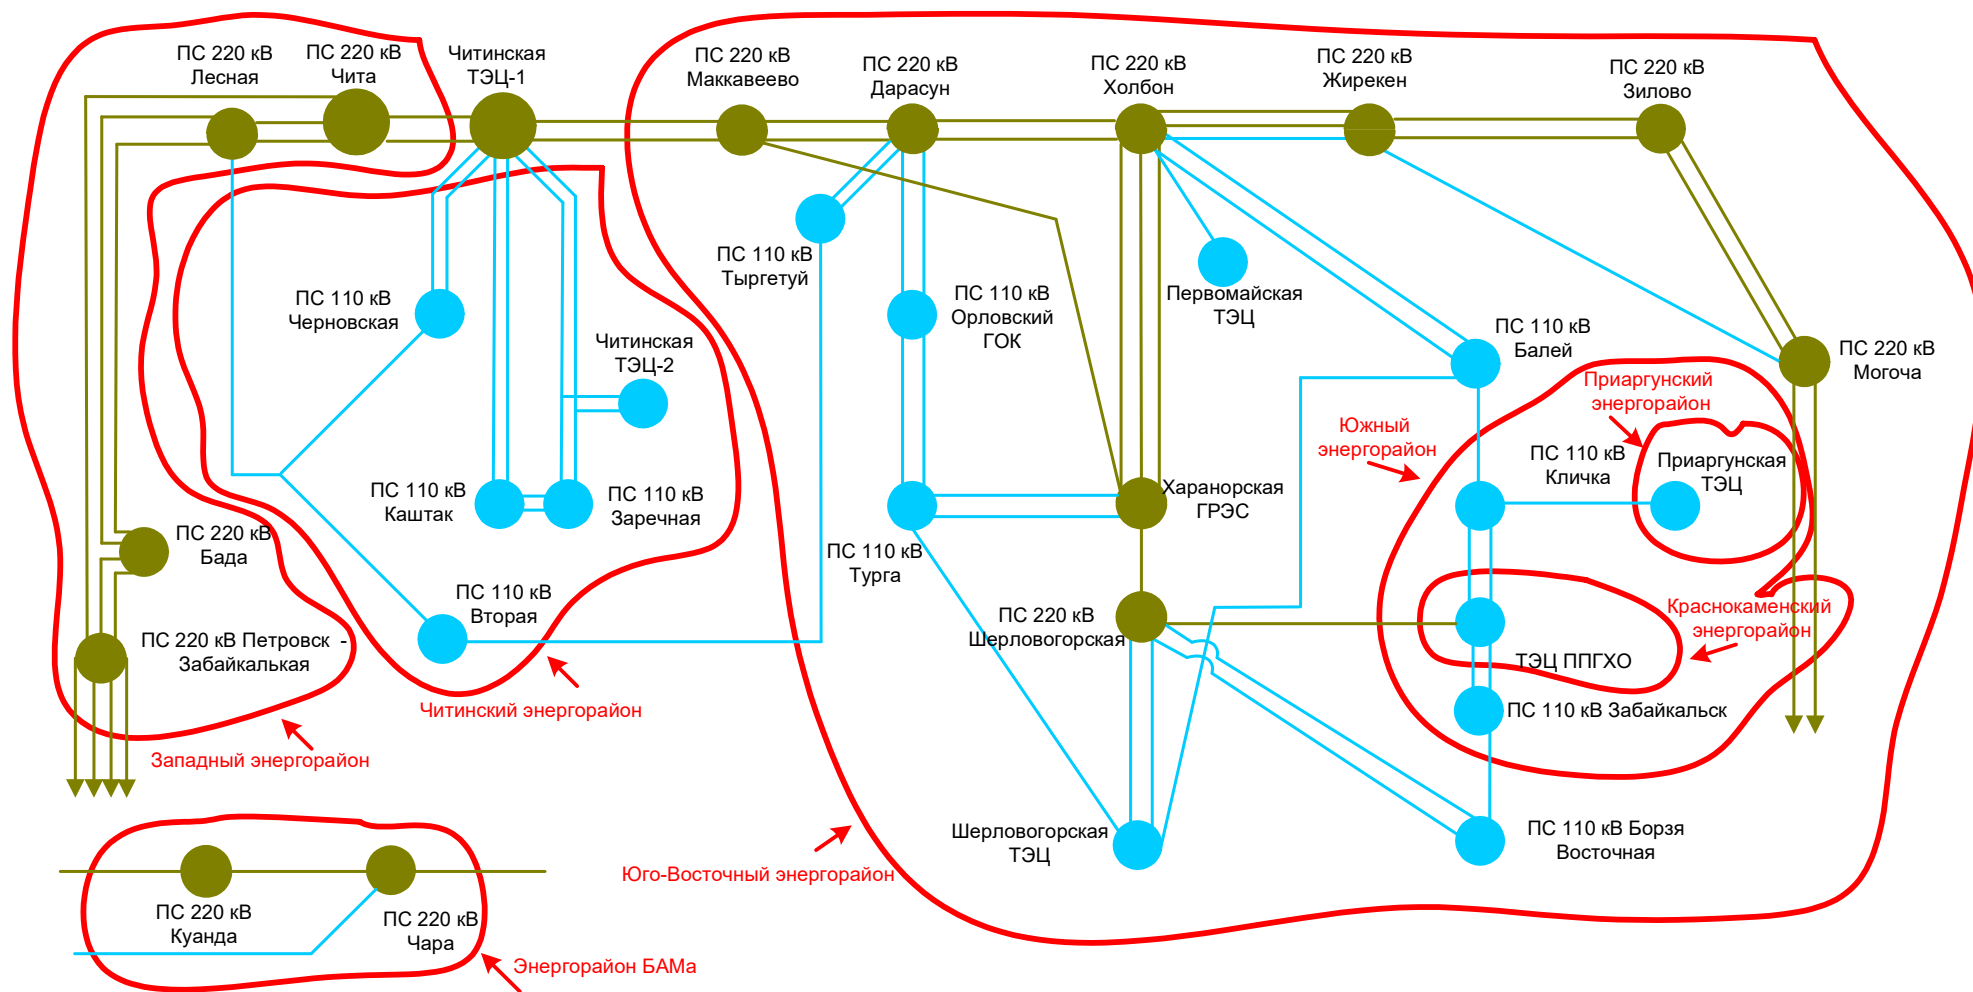 ПС 220 кВ
Лесная
ПС 220 кВ
Чита
Читинская
ТЭЦ-1
ПС 220 кВ
Маккавеево
ПС 220 кВ
Дарасун
ПС 220 кВ
Холбон
ПС 220 кВ
Жирекен
ПС 220 кВ
Зилово
ПС 110 кВ
Тыргетуй
ПС 110 кВ
Черновская
ПС 110 кВ
Орловский
ГОК
Первомайская
ТЭЦ
Читинская
ТЭЦ-2
ПС 110 кВ
Балей
ПС 220 кВ
Могоча
Приаргунский
энергорайон
Южный
энергорайон
ПС 110 кВ
Кличка
Приаргунская
ТЭЦ
ПС 110 кВ
Каштак
ПС 110 кВ
Заречная
Харанорская
ГРЭС
ПС 220 кВ
Бада
ПС 110 кВ
Турга
ПС 110 кВ
Вторая
ПС 220 кВ
Шерловогорская
Краснокаменский
энергорайон
ПС 220 кВ Петровск -
Забайкалькая
ТЭЦ ППГХО
ПС 110 кВ Забайкальск
Читинский энергорайон
Западный энергорайон
Шерловогорская
ТЭЦ
ПС 110 кВ Борзя
Восточная
Юго-Восточный энергорайон
ПС 220 кВ
Куанда
ПС 220 кВ
Чара
Энергорайон БАМа